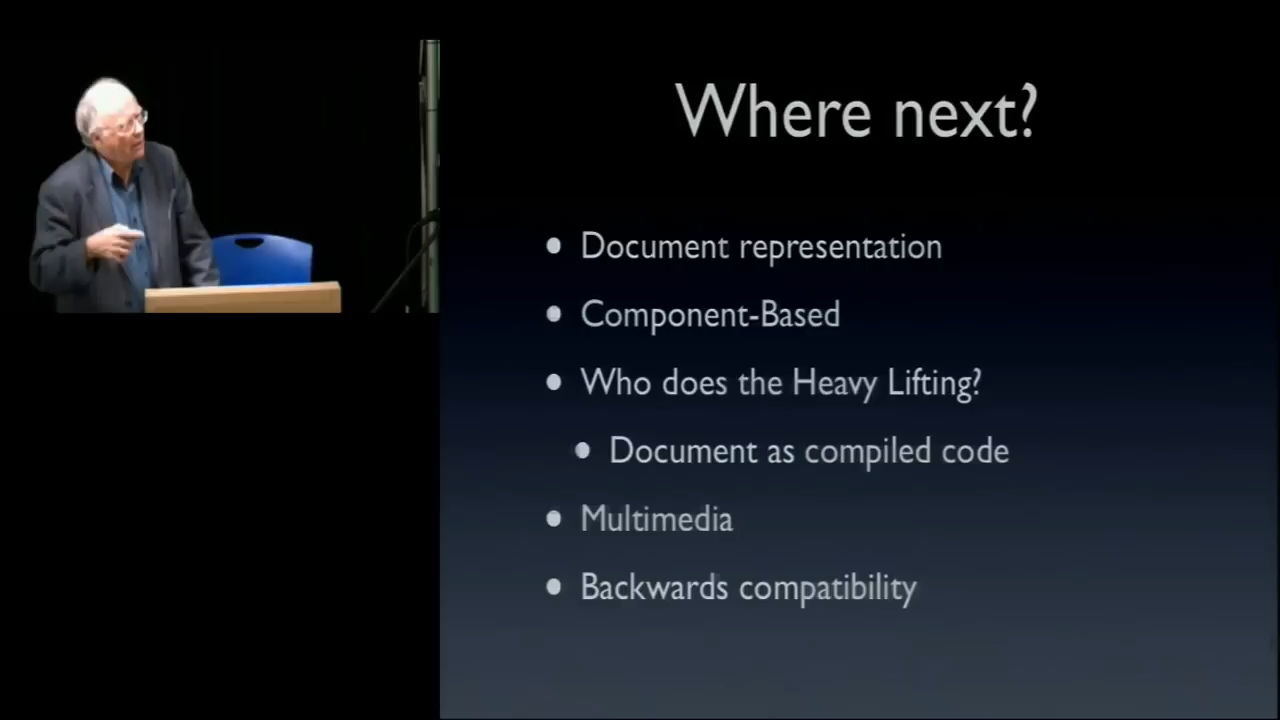 Where next?
Document representation
Component-Based
Who does the Heavy Lifting?
Document as compiled code
Multimedia
Backwards compatibility